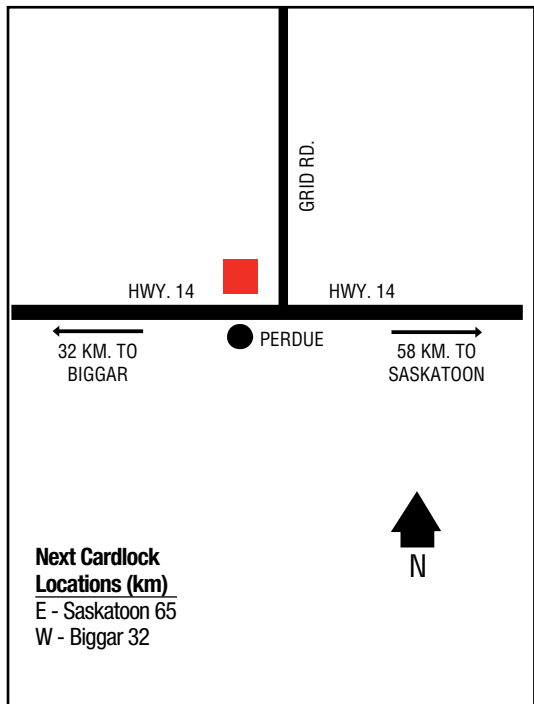 GRID RD.
HWY. 14
HWY. 14
PERDUE
32 KM. TO
BIGGAR
58 KM. TO
SASKATOON
N
Next Cardlock
Locations (km)
E - Saskatoon 65
W - Biggar 32